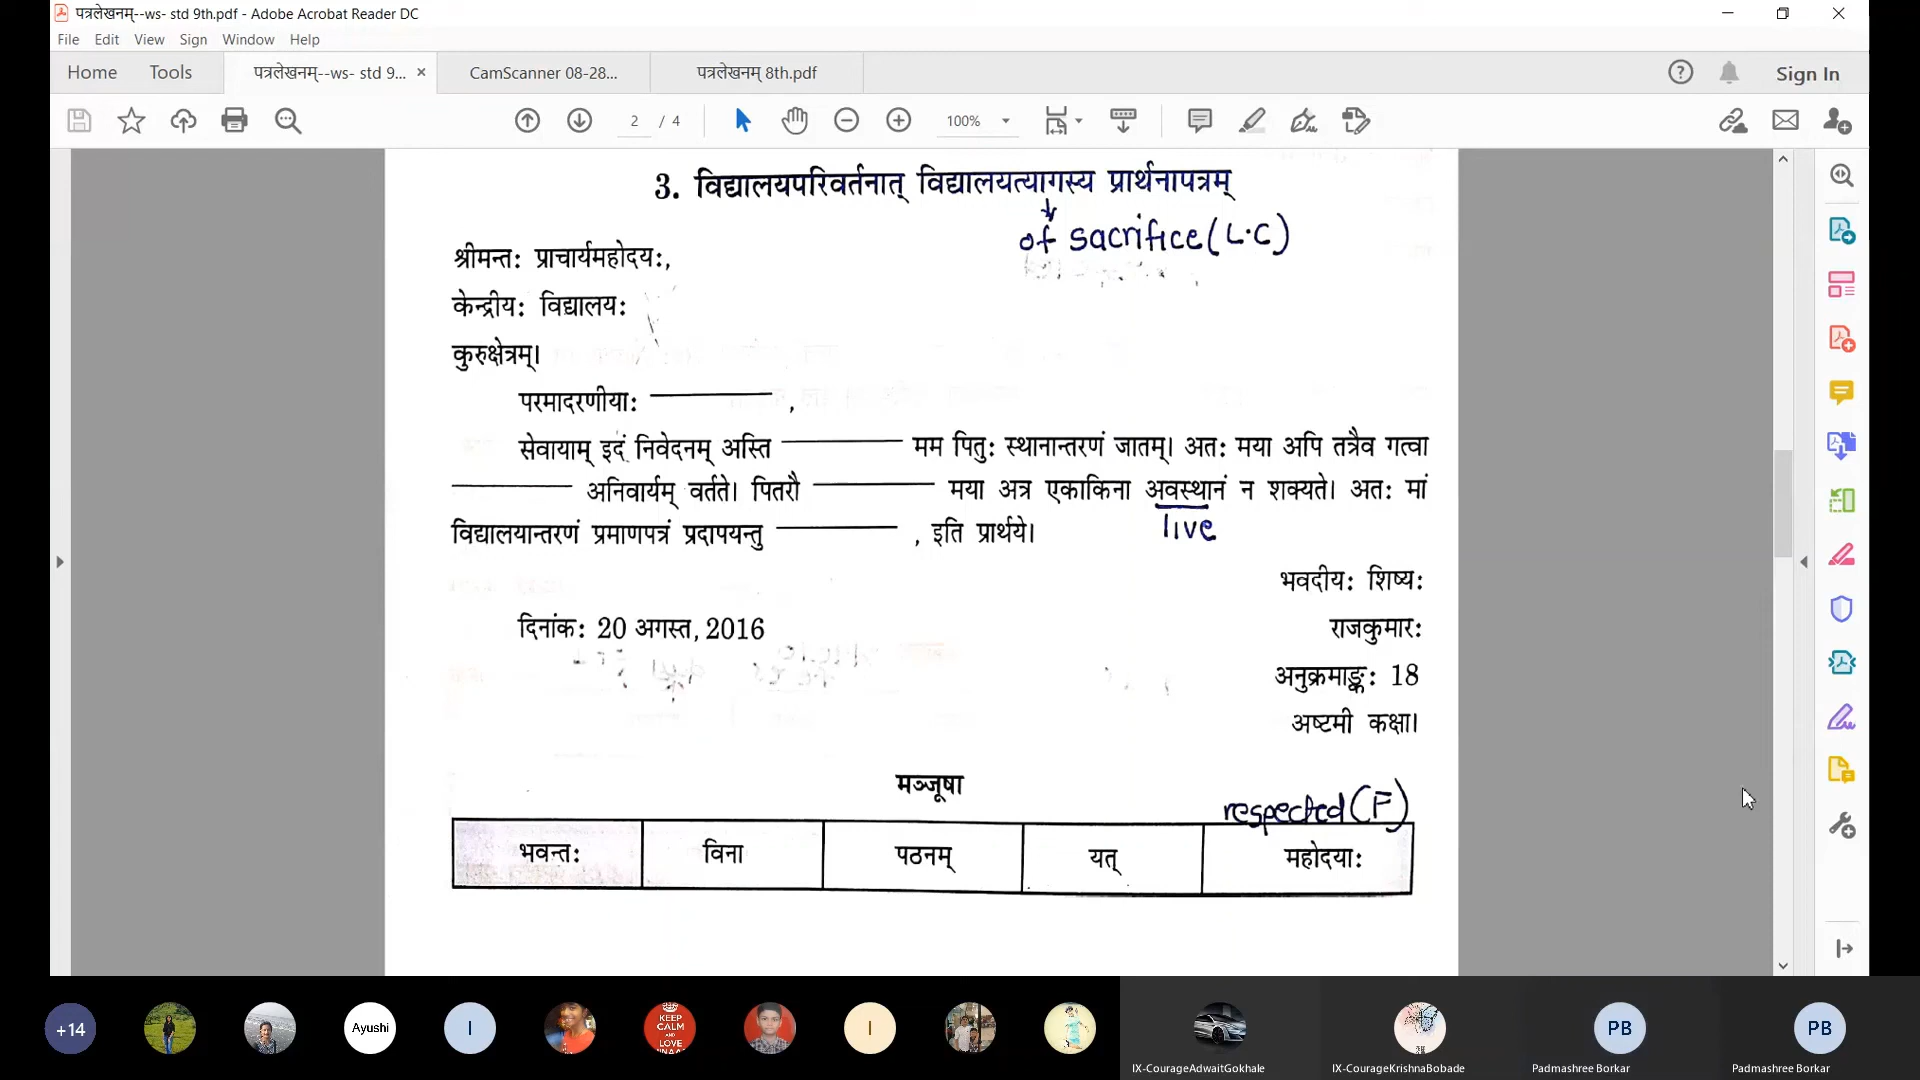 पत्रलेखनम्--ws- std 9th.pdf - Adobe Acrobat Reader DC
File Edit View Sign Window Help
Home Tools पत्रलेखनम्--ws- std 9... × CamScanner 08-28... पत्रलेखनम् 8th.pdf Sign In
2 / 4 100%
3. विद्यालयपरिवर्तनात् विद्यालयत्यागस्य प्रार्थनापत्रम्
of sacrifice (L.C)
श्रीमन्तः प्राचार्यमहोदयः,
केन्द्रीयः विद्यालयः
कुरुक्षेत्रम्।
परमादरणीयाः ——— ,
सेवायाम् इदं निवेदनम् अस्ति ——— मम पितुः स्थानान्तरणं जातम्। अतः मया अपि तत्रैव गत्वा
——— अनिवार्यम् वर्तते। पितरौ ——— मया अत्र एकाकिना अवस्थानं न शक्यते। अतः मां
live
विद्यालयान्तरणं प्रमाणपत्रं प्रदापयन्तु ——— , इति प्रार्थये।
भवदीयः शिष्यः
दिनांकः 20 अगस्त, 2016 राजकुमारः
अनुक्रमाङ्कः 18
अष्टमी कक्षा।
मञ्जूषा
respected (F)
भवन्तः विना पठनम् यत् महोदयाः
+14 Ayushi I KEEP CALM AND LOVE I PB PB
IX-CourageAdwaitGokhale IX-CourageKrishnaBobade Padmashree Borkar Padmashree Borkar